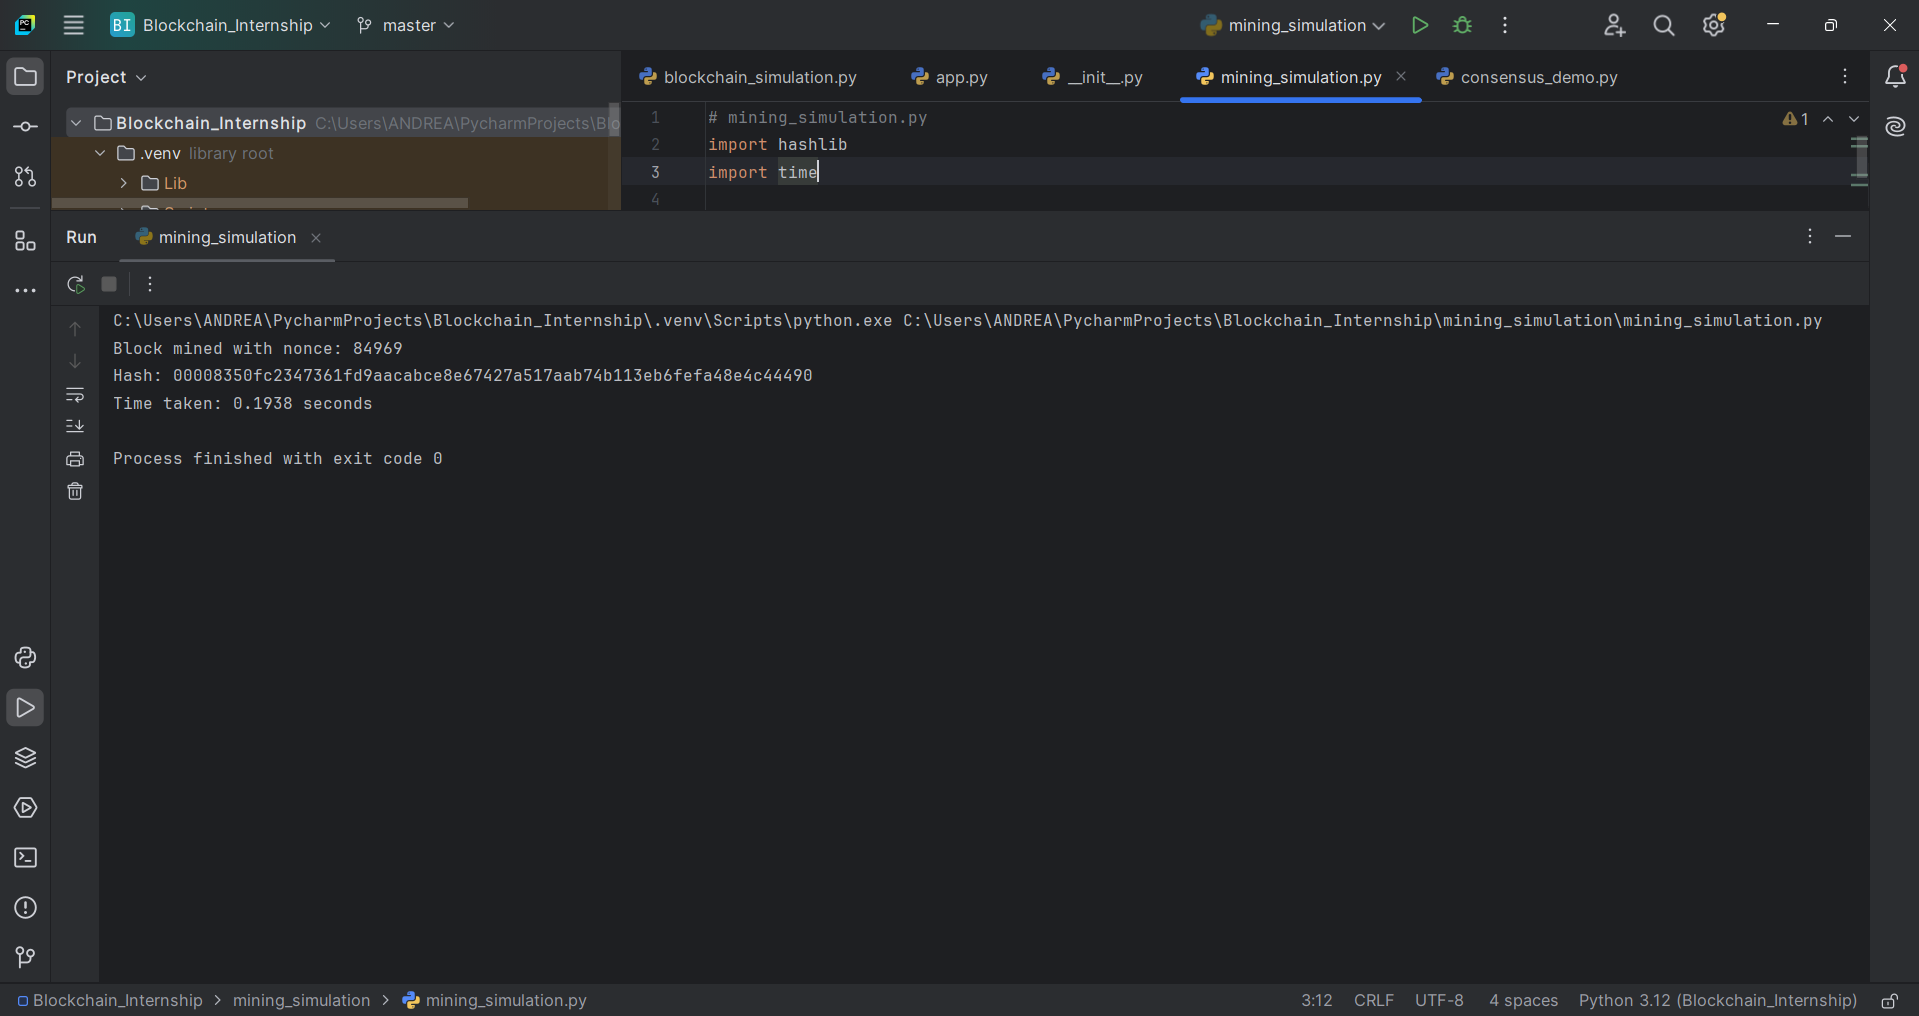 BI Blockchain_Internship master mining_simulation
Project
blockchain_simulation.py app.py __init__.py mining_simulation.py consensus_demo.py
Blockchain_Internship C:\Users\ANDREA\PycharmProjects\Blo
.venv library root
Lib
1 # mining_simulation.py
2 import hashlib
3 import time
4
1
Run mining_simulation
C:\Users\ANDREA\PycharmProjects\Blockchain_Internship\.venv\Scripts\python.exe C:\Users\ANDREA\PycharmProjects\Blockchain_Internship\mining_simulation\mining_simulation.py
Block mined with nonce: 84969
Hash: 00008350fc2347361fd9aacabce8e67427a517aab74b113eb6fefa48e4c44490
Time taken: 0.1938 seconds
Process finished with exit code 0
Blockchain_Internship > mining_simulation > mining_simulation.py
3:12 CRLF UTF-8 4 spaces Python 3.12 (Blockchain_Internship)